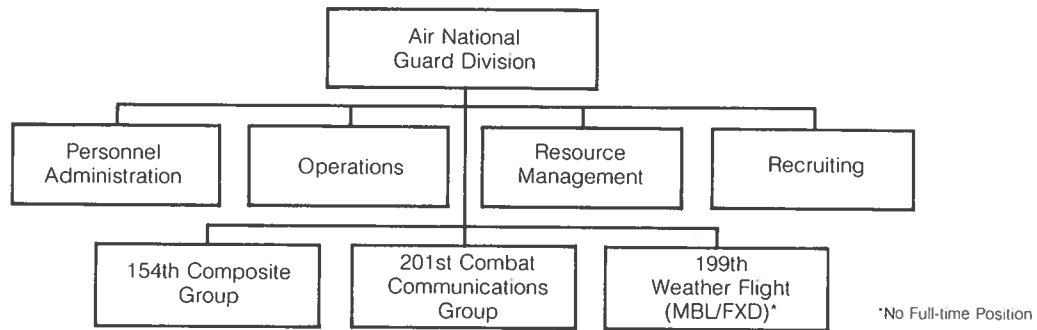 Air National
Guard Division
Personnel
Administration
Operations
Resource
Management
Recruiting
154th Composite
Group
201st Combat
Communications
Group
199th
Weather Flight
(MBL/FXD)*
*No Full-time Position